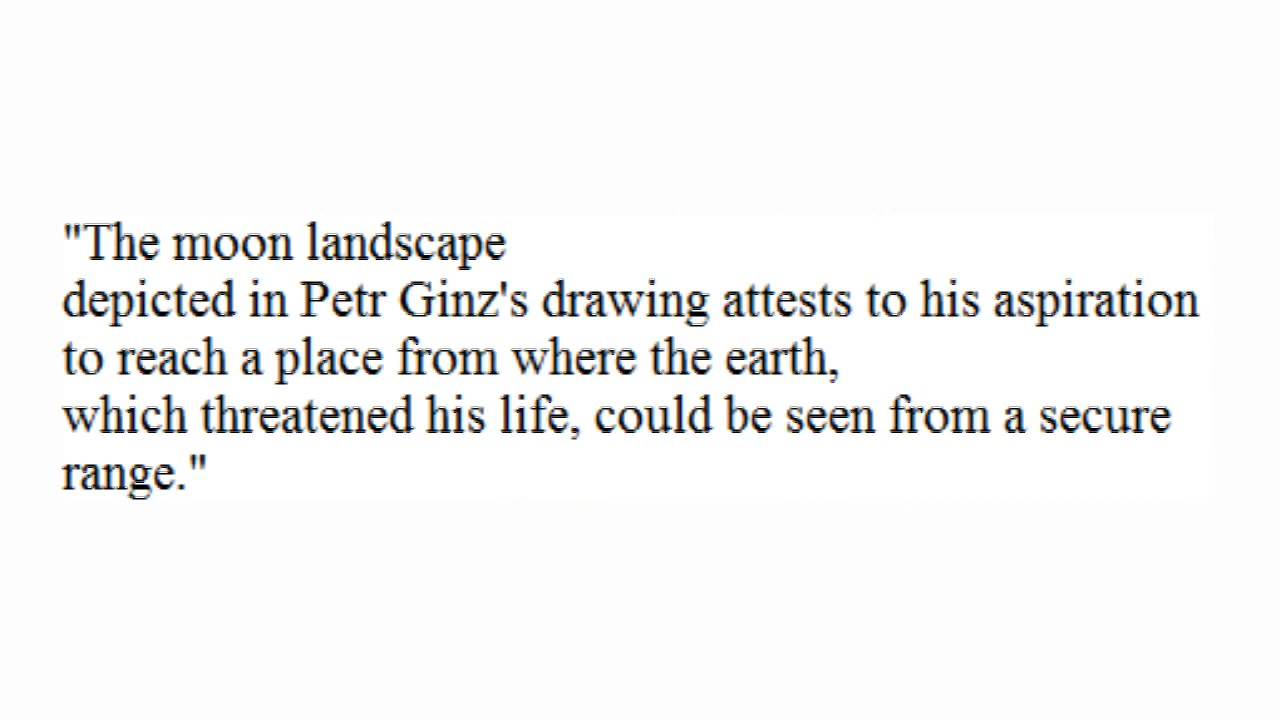 "The moon landscape
depicted in Petr Ginz's drawing attests to his aspiration
to reach a place from where the earth,
which threatened his life, could be seen from a secure
range."